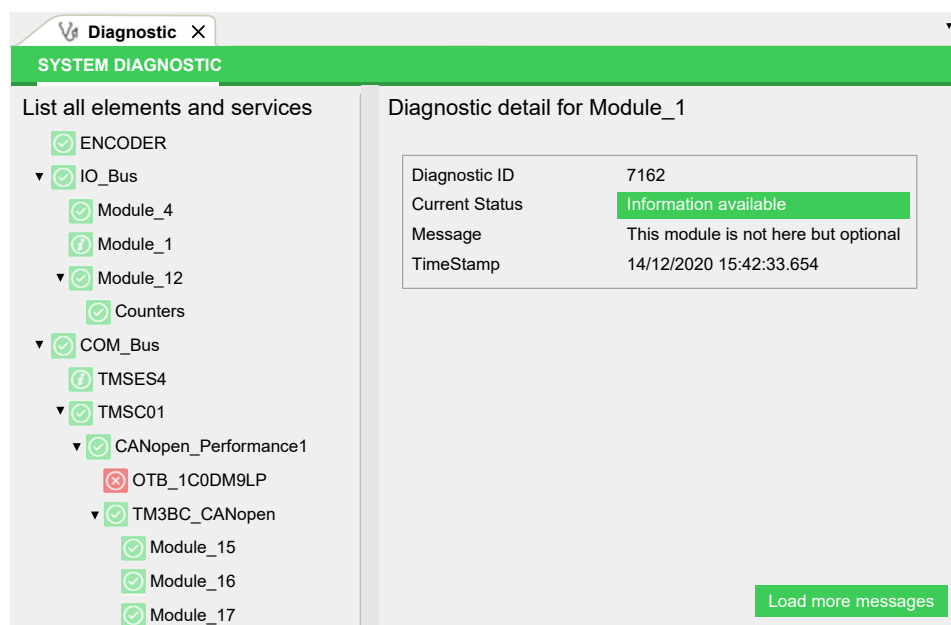 Diagnostic
SYSTEM DIAGNOSTIC
List all elements and services
ENCODER
IO_Bus
Module_4
Module_1
Module_12
Counters
COM_Bus
TMSES4
TMSC01
CANopen_Performance1
OTB_1C0DM9LP
TM3BC_CANopen
Module_15
Module_16
Module_17
Diagnostic detail for Module_1
Diagnostic ID 7162
Current Status Information available
Message This module is not here but optional
TimeStamp 14/12/2020 15:42:33.654
Load more messages